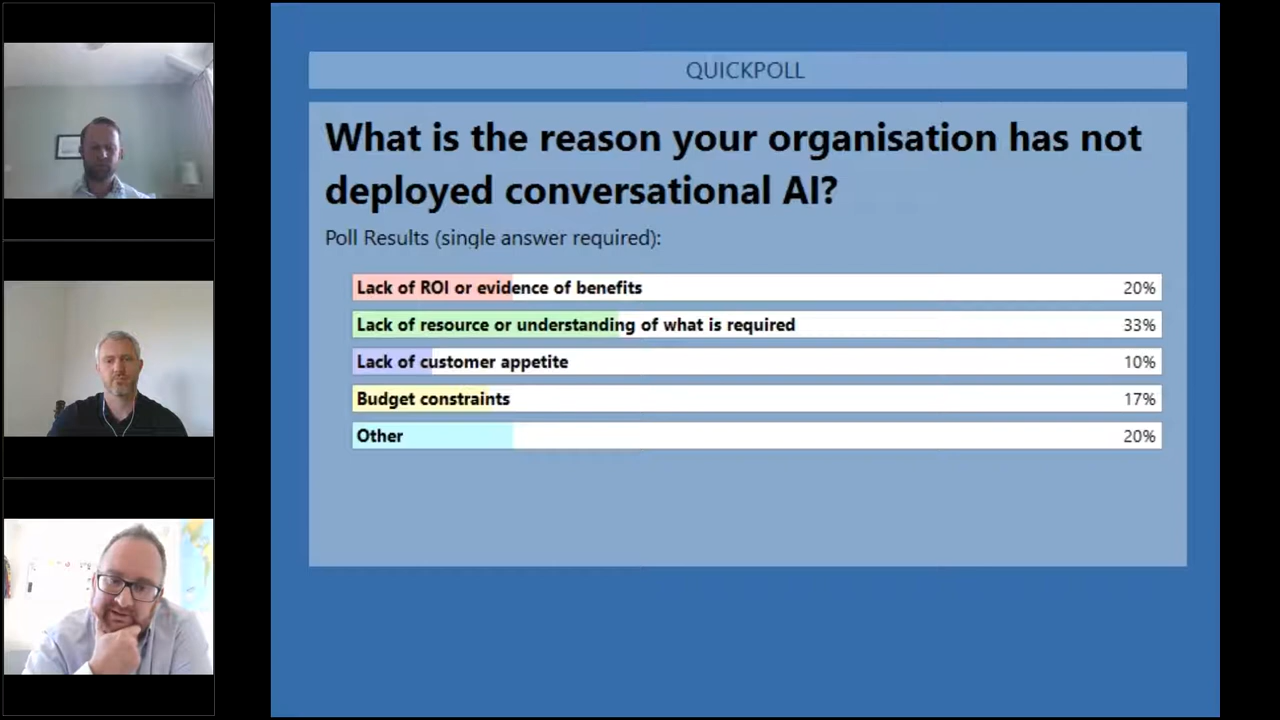 QUICKPOLL
What is the reason your organisation has not
deployed conversational AI?
Poll Results (single answer required):
Lack of ROI or evidence of benefits 20%
Lack of resource or understanding of what is required 33%
Lack of customer appetite 10%
Budget constraints 17%
Other 20%